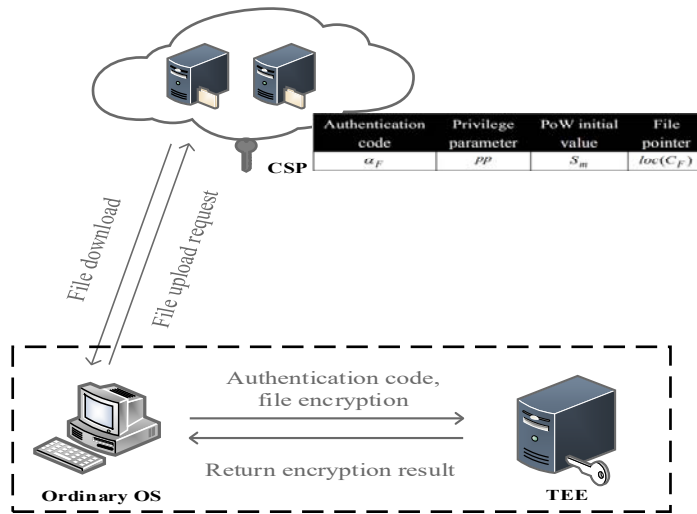 Authentication code Privilege parameter PoW initial value File pointer
α_F pp S_m loc(C_F)
CSP
File download
File upload request
Authentication code,
file encryption
Return encryption result
Ordinary OS
TEE